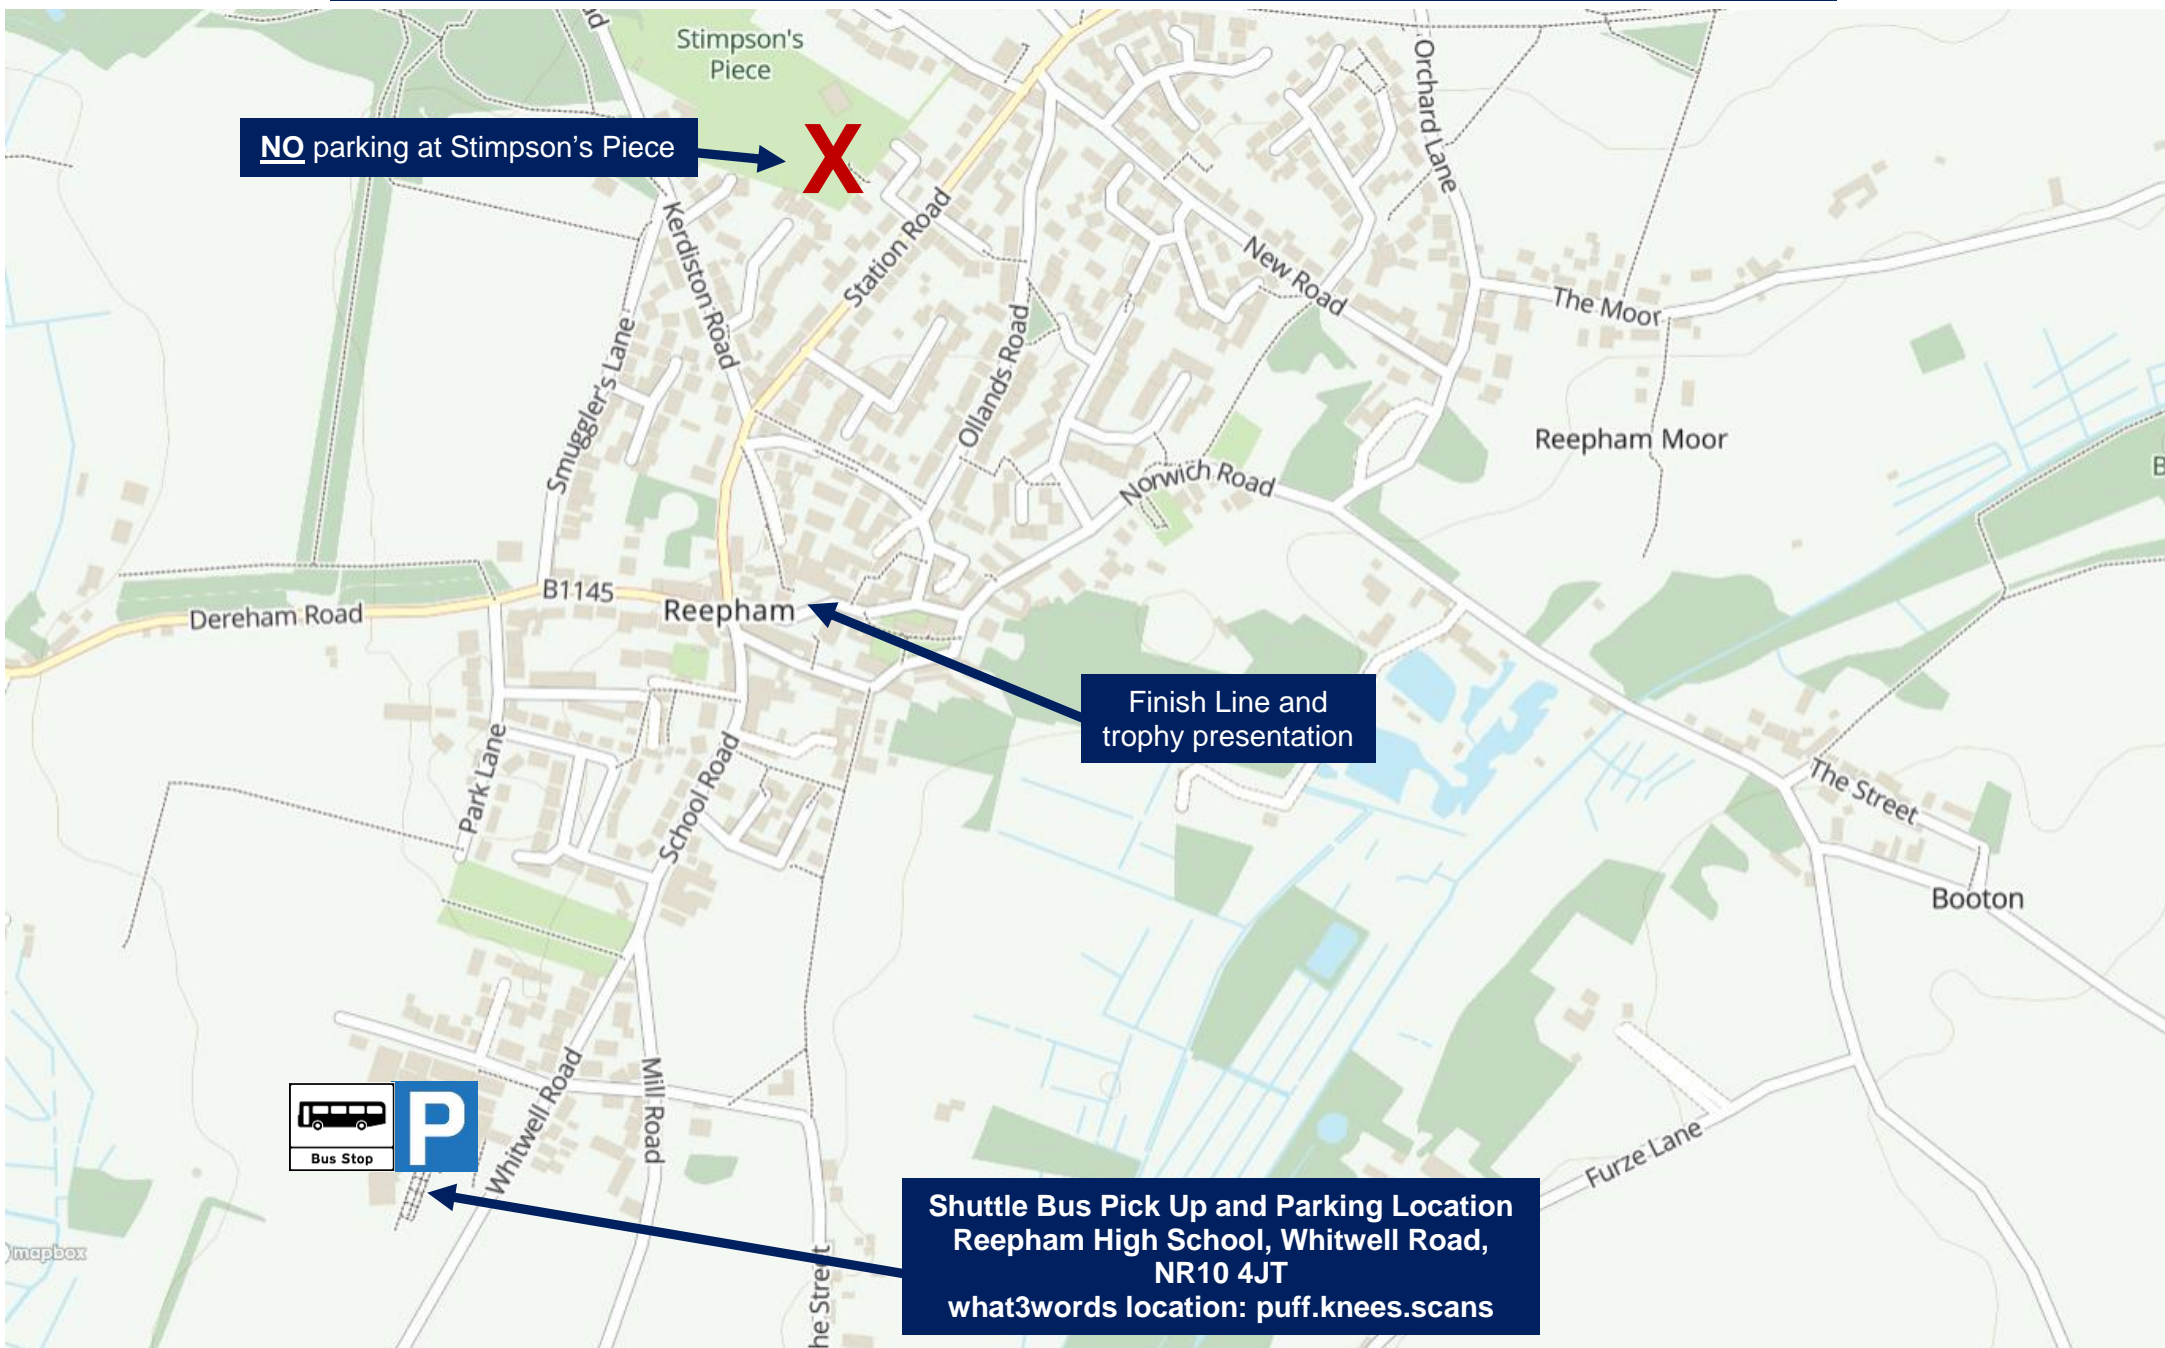 Stimpson's
Piece
NO parking at Stimpson's Piece
X
Orchard Lane
Kerdiston Road
Station Road
New Road
The Moor
Smuggler's Lane
Ollands Road
Reepham Moor
Norwich Road
B1145
Dereham Road
Reepham
Finish Line and
trophy presentation
Park Lane
School Road
The Street
Booton
Whitwell Road
Mill Road
Bus Stop
P
Furze Lane
Shuttle Bus Pick Up and Parking Location
Reepham High School, Whitwell Road,
NR10 4JT
what3words location: puff.knees.scans
he Street
mapbox